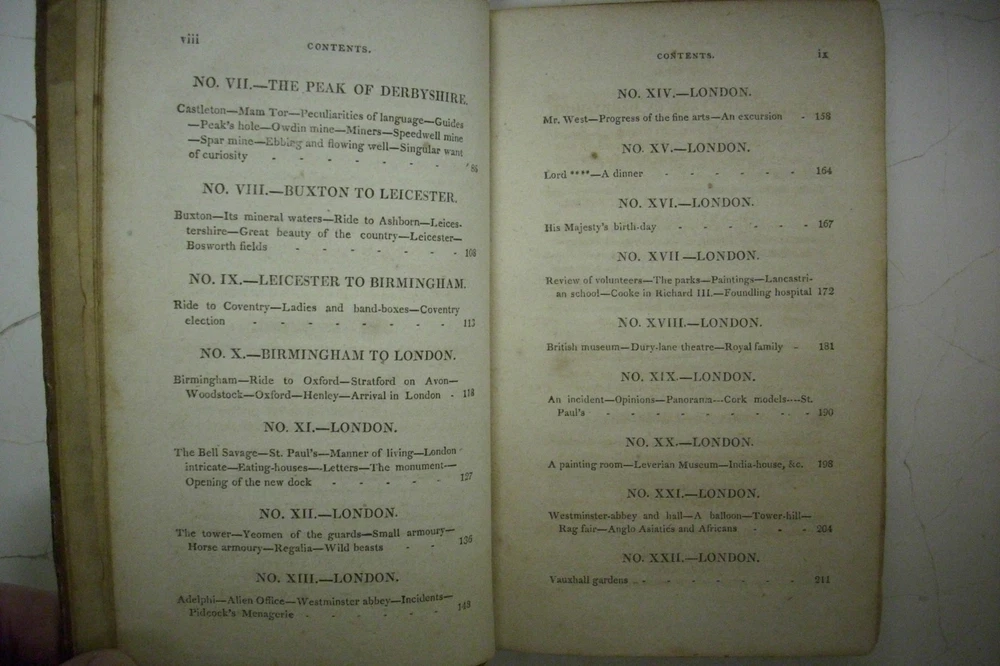 viii
CONTENTS.
NO. VII.—THE PEAK OF DERBYSHIRE.
Castleton—Mam Tor—Peculiarities of language—Guides
—Peak's hole—Owdin mine—Miners—Speedwell mine
—Spar mine—Ebbing and flowing well—Singular want
of curiosity - - - - - - - 85
NO. VIII.—BUXTON TO LEICESTER.
Buxton—Its mineral waters—Ride to Ashborn—Leices-
tershire—Great beauty of the country—Leicester—
Bosworth fields - - - - - - 108
NO. IX.—LEICESTER TO BIRMINGHAM.
Ride to Coventry—Ladies and band-boxes—Coventry
election - - - - - - - 113
NO. X.—BIRMINGHAM TO LONDON.
Birmingham—Ride to Oxford—Stratford on Avon—
Woodstock—Oxford—Henley—Arrival in London - 118
NO. XI.—LONDON.
The Bell Savage—St. Paul's—Manner of living—London
intricate—Eating-houses—Letters—The monument—
Opening of the new dock - - - - - 127
NO. XII.—LONDON.
The tower—Yeomen of the guards—Small armoury—
Horse armoury—Regalia—Wild beasts - - 136
NO. XIII.—LONDON.
Adelphi—Alien Office—Westminster abbey—Incidents—
Pidcock's Menagerie - - - - - - 148
CONTENTS. ix
NO. XIV.—LONDON.
Mr. West—Progress of the fine arts—An excursion - 158
NO. XV.—LONDON.
Lord ****—A dinner - - - - - - 164
NO. XVI.—LONDON.
His Majesty's birth-day - - - - - - 167
NO. XVII—LONDON.
Review of volunteers—The parks—Paintings—Lancastri-
an school—Cooke in Richard III.—Foundling hospital 172
NO. XVIII.—LONDON.
British museum—Dury-lane theatre—Royal family - 181
NO. XIX.—LONDON.
An incident—Opinions—Panorama—Cork models—St.
Paul's - - - - - - - - - 190
NO. XX.—LONDON.
A painting room—Leverian Museum—India-house, &c. 198
NO. XXI.—LONDON.
Westminster-abbey and hall—A balloon—Tower-hill—
Rag fair—Anglo Asiatics and Africans - - - 204
NO. XXII.—LONDON.
Vauxhall gardens - - - - - - - 211